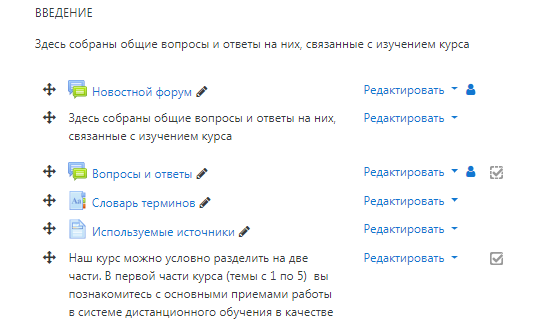 ВВЕДЕНИЕ
Здесь собраны общие вопросы и ответы на них, связанные с изучением курса
Новостной форум Редактировать
Здесь собраны общие вопросы и ответы на них, Редактировать
связанные с изучением курса
Вопросы и ответы Редактировать
Aa Словарь терминов Редактировать
Используемые источники Редактировать
Наш курс можно условно разделить на две Редактировать
части. В первой части курса (темы с 1 по 5) вы
познакомитесь с основными приемами работы
в системе дистанционного обучения в качестве